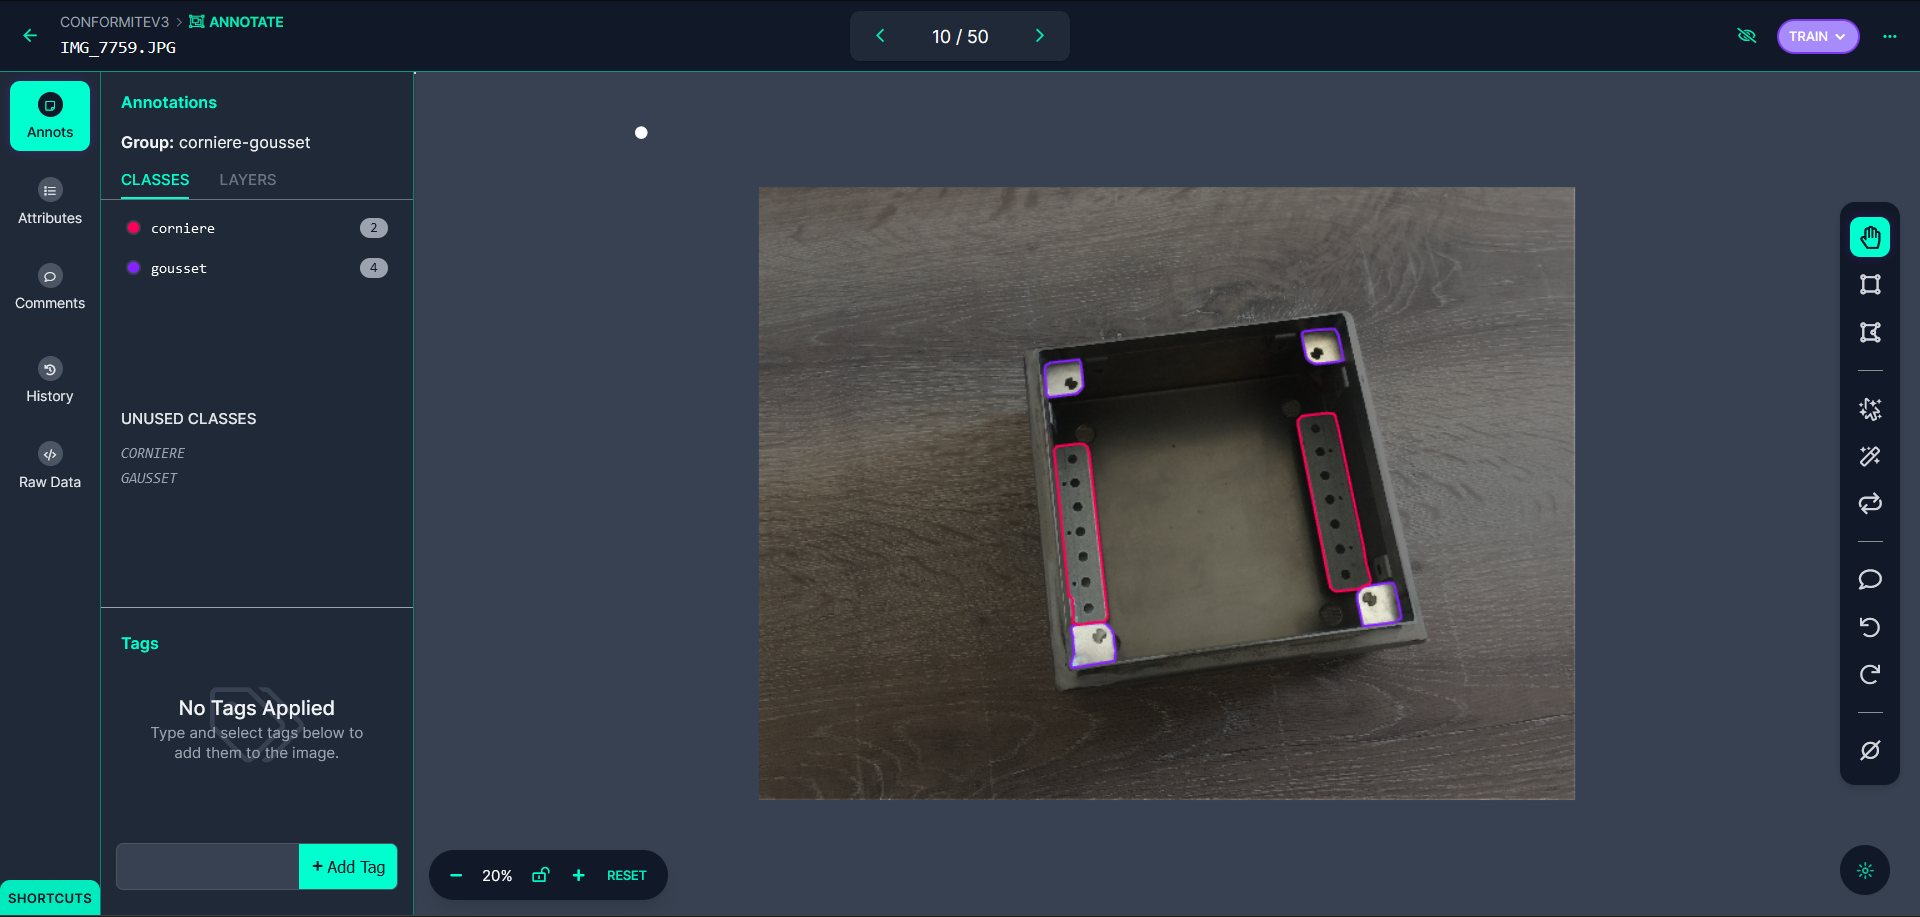 CONFORMITEV3 > ANNOTATE
IMG_7759.JPG
10 / 50
TRAIN
Annots
Attributes
Comments
History
Raw Data
SHORTCUTS
Annotations
Group: corniere-gousset
CLASSES LAYERS
corniere 2
gousset 4
UNUSED CLASSES
CORNIERE
GAUSSET
Tags
No Tags Applied
Type and select tags below to
add them to the image.
+ Add Tag
20% + RESET